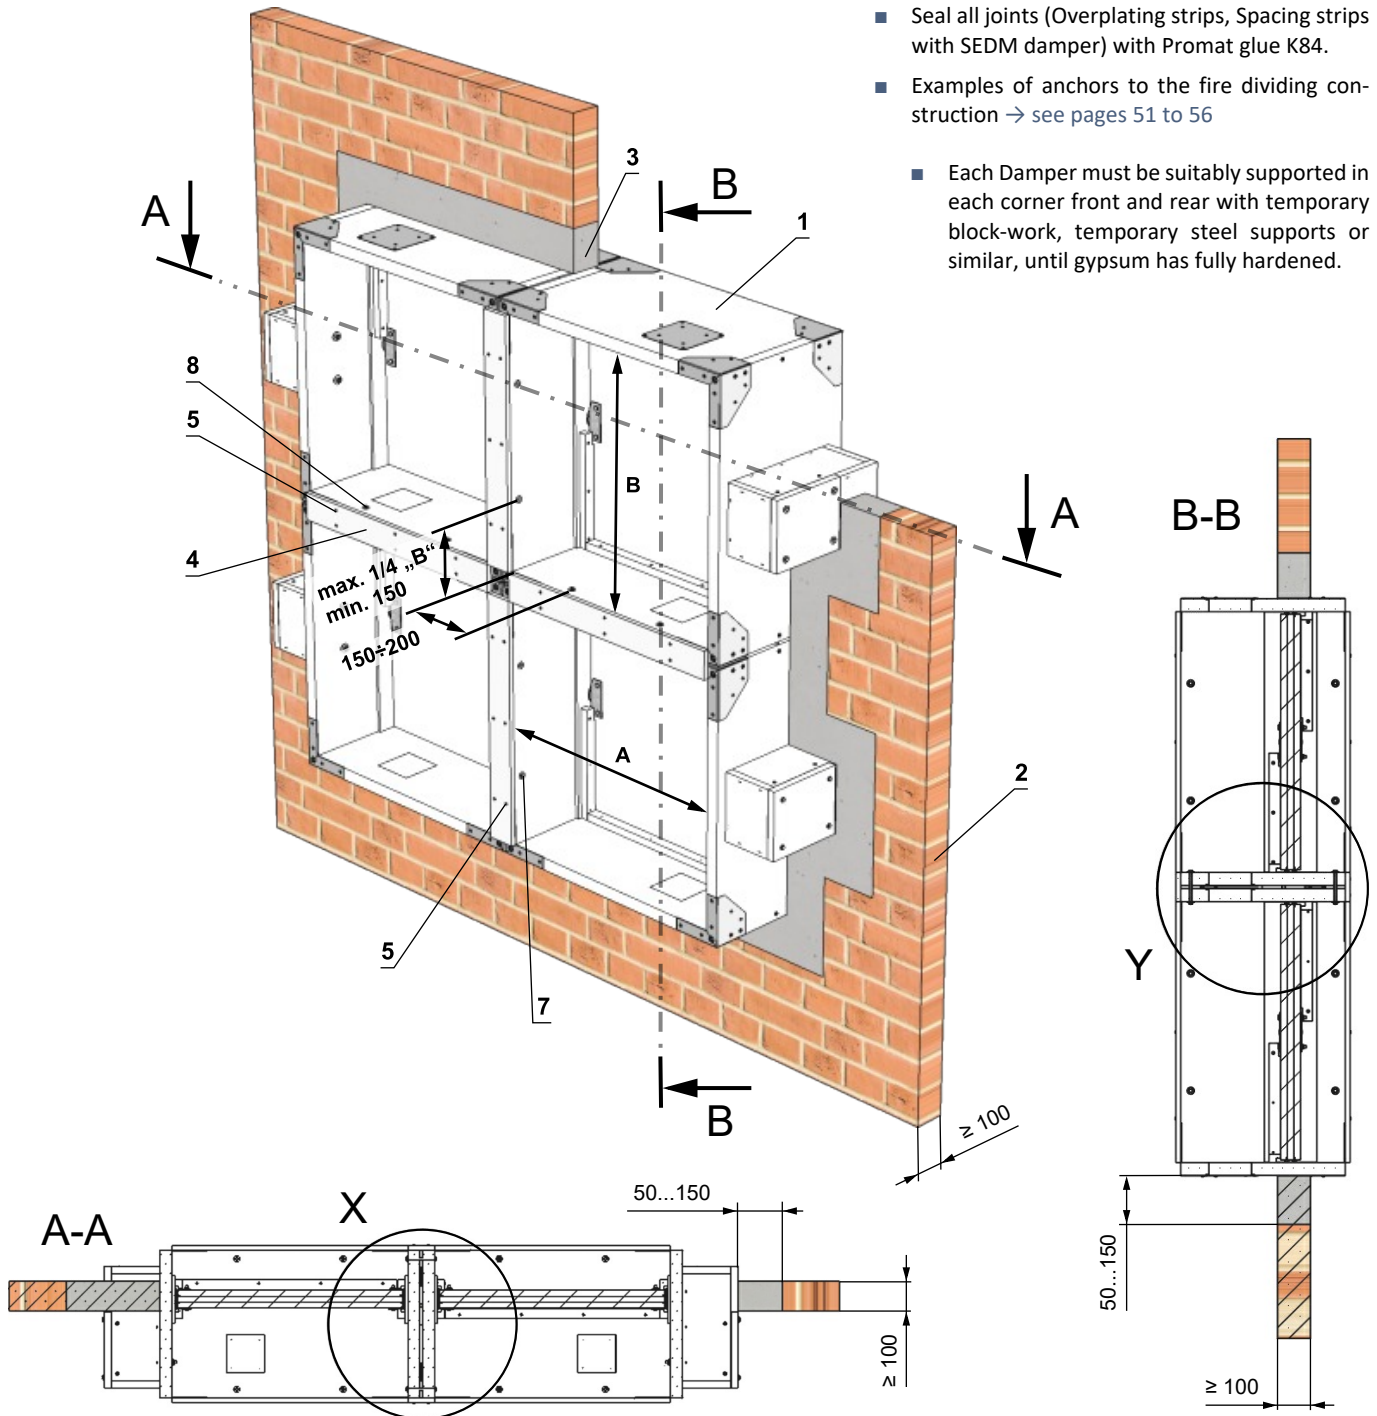 ■ Seal all joints (Overplating strips, Spacing strips
with SEDM damper) with Promat glue K84.
■ Examples of anchors to the fire dividing con-
struction → see pages 51 to 56
■ Each Damper must be suitably supported in
each corner front and rear with temporary
block-work, temporary steel supports or
similar, until gypsum has fully hardened.
3
B
A
1
8
5
B
A
B-B
4
max. 1/4 „B“
min. 150
150÷200
A
2
5
7
Y
B
≥ 100
50...150
X
A-A
50...150
≥ 100
≥ 100